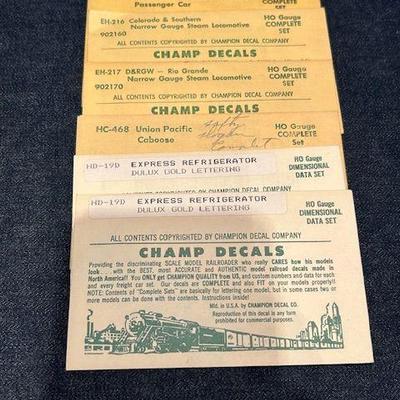 Passenger Car
COMPLETE
SET
EH-216 Colorado & Southern
Narrow Gauge Steam Locomotive
902160
HO Gauge
COMPLETE
SET
ALL CONTENTS COPYRIGHTED BY CHAMPION DECAL COMPANY
CHAMP DECALS
EH-217 D&RGW — Rio Grande
Narrow Gauge Steam Locomotive
902170
HO Gauge
COMPLETE
SET
ALL CONTENTS COPYRIGHTED BY CHAMPION DECAL COMPANY
CHAMP DECALS
HC-468 Union Pacific
Caboose
HO Gauge
COMPLETE
Set
HD-19D EXPRESS REFRIGERATOR
DULUX GOLD LETTERING
HO Gauge
DIMENSIONAL
DATA SET
HD-19D EXPRESS REFRIGERATOR
DULUX GOLD LETTERING
HO Gauge
DIMENSIONAL
DATA SET
ALL CONTENTS COPYRIGHTED BY CHAMPION DECAL COMPANY
CHAMP DECALS
Providing the discriminating SCALE MODEL RAILROADER who really CARES how his models
look . . . with the BEST, most ACCURATE and AUTHENTIC model railroad decals made in
North America!! You ONLY get CHAMPION QUALITY from US, and custom numbers and data for each
and every freight car set. Our decals are COMPLETE and also FIT on your models properly!!
NOTE: Contents of "Complete Sets" are basically for lettering one model, but in some cases two or
more models can be done with the contents. Instructions inside!
Mfd. in U.S.A. by CHAMPION DECAL CO.
Reproduction of this decal in any form
prohibited for commercial purposes.